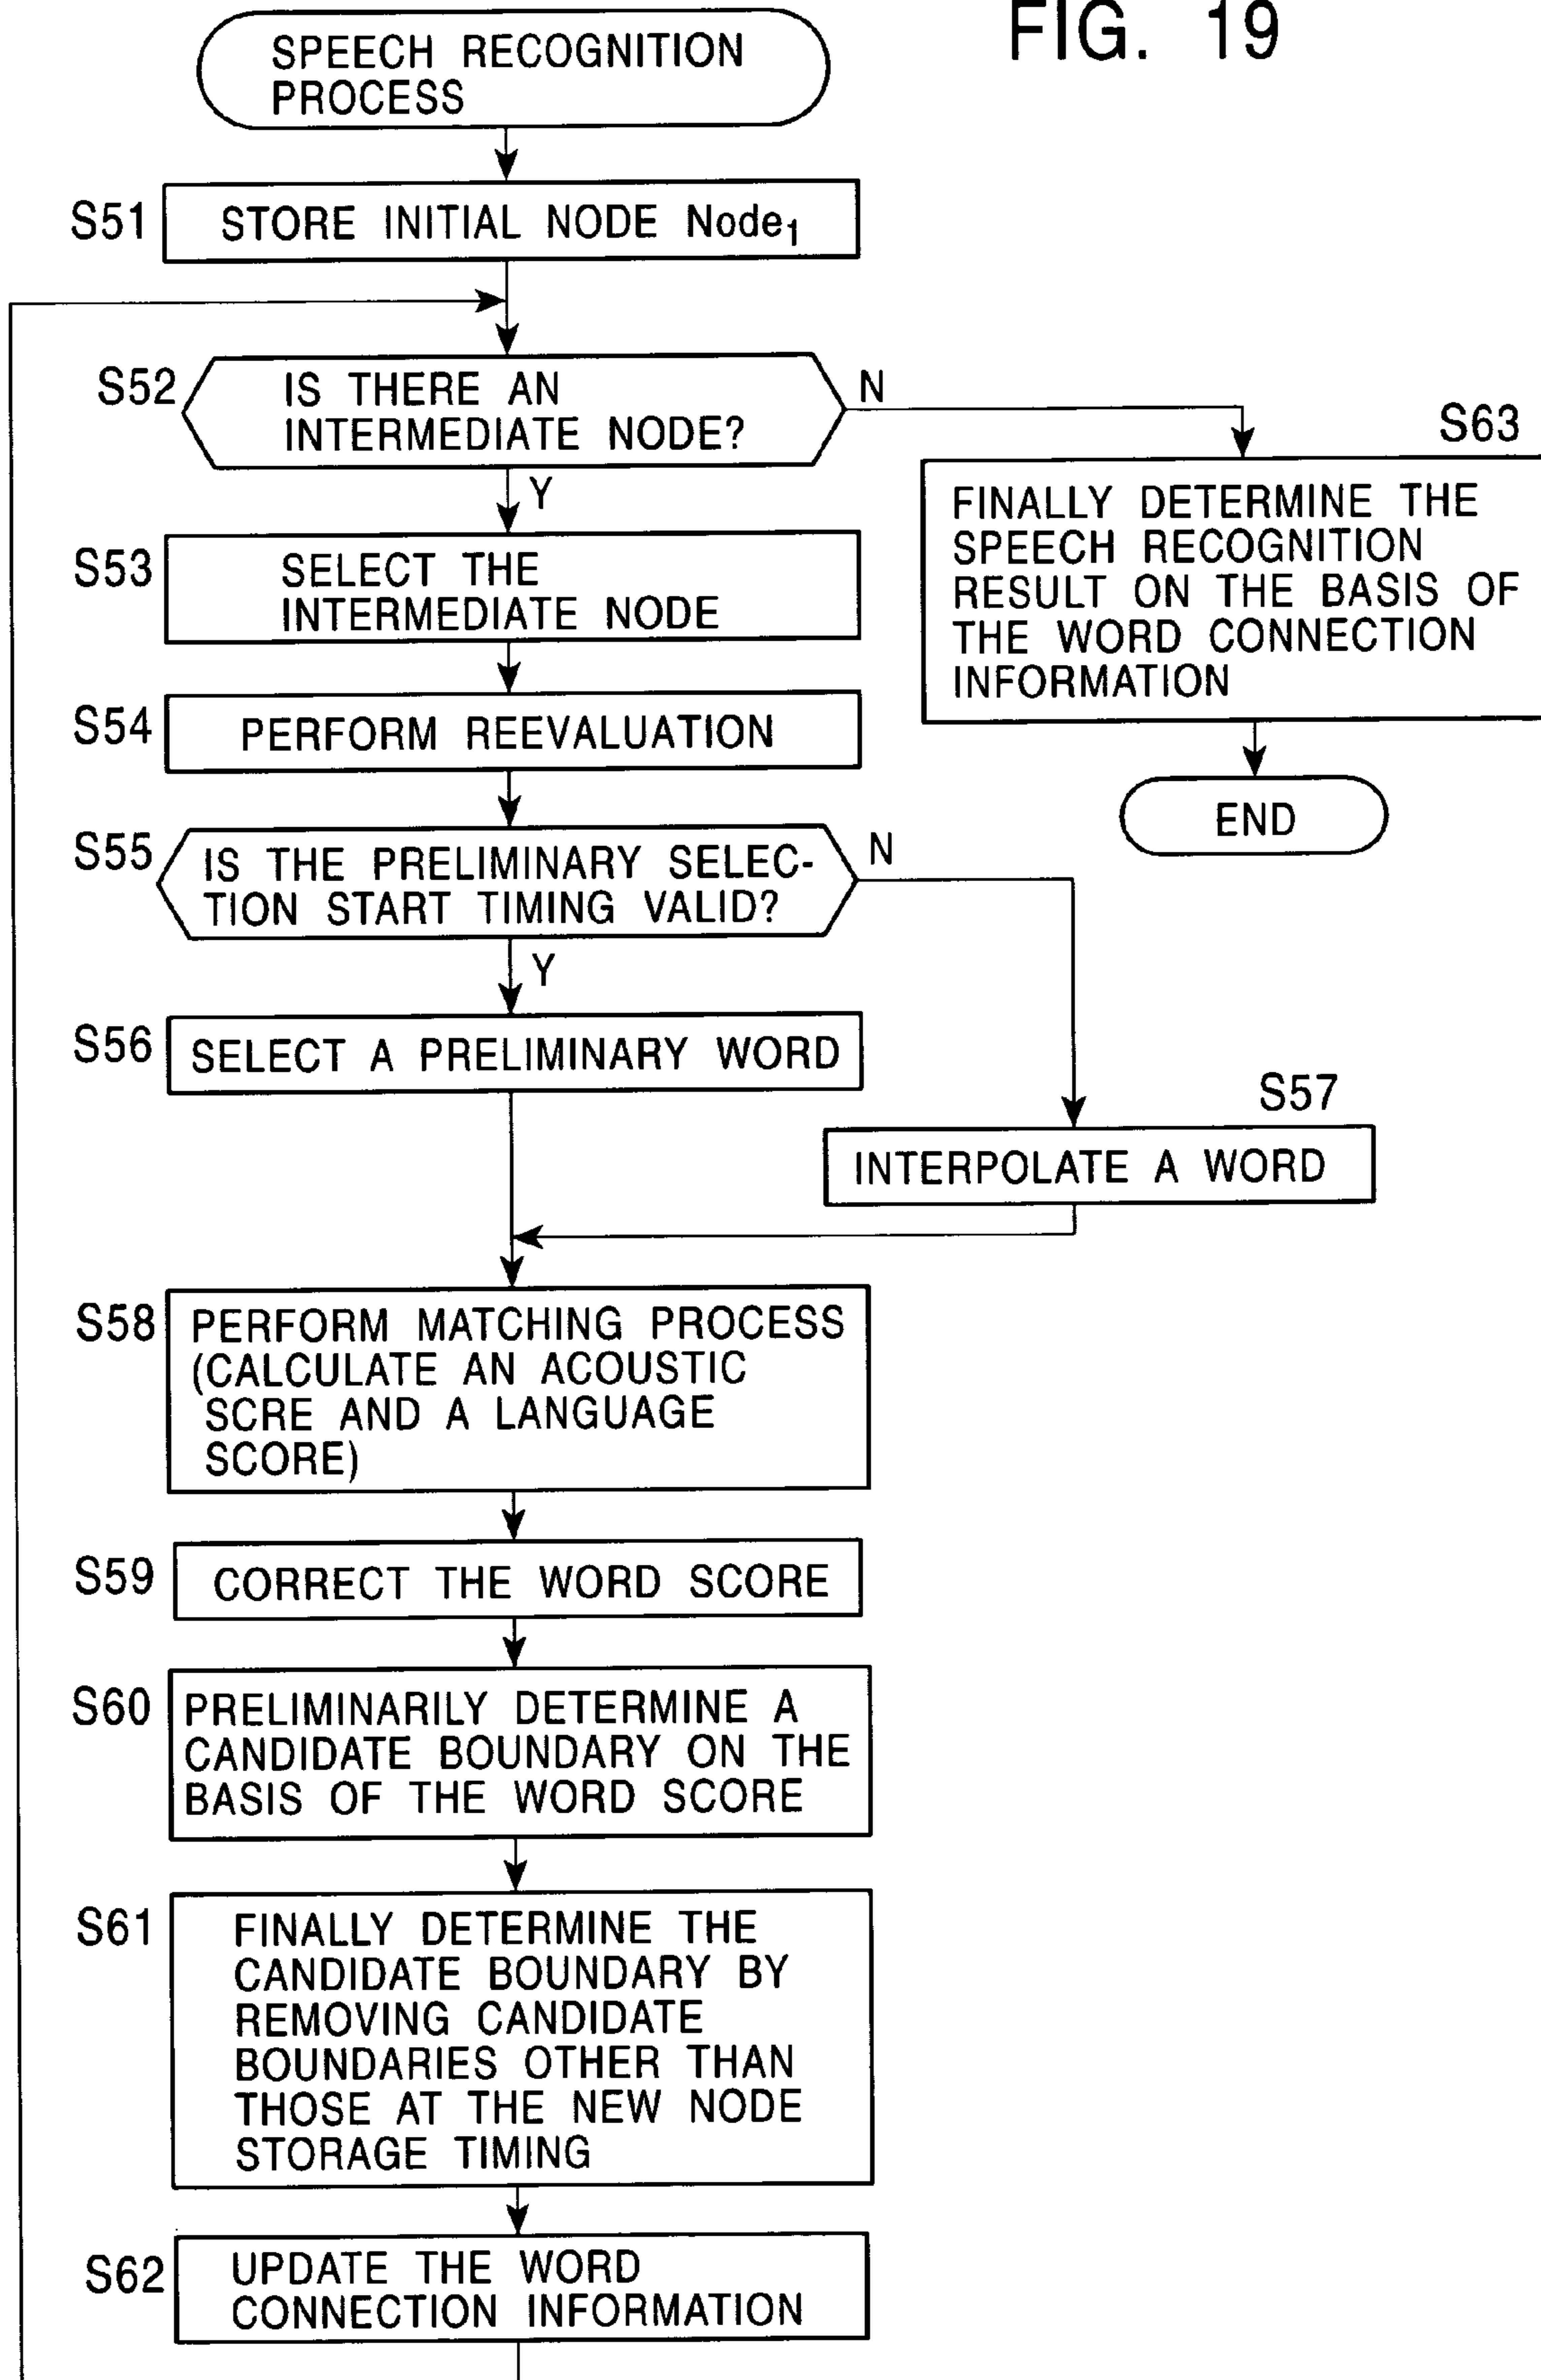 FIG. 19
SPEECH RECOGNITION
PROCESS
S51
STORE INITIAL NODE Node₁
S52
IS THERE AN
INTERMEDIATE NODE?
N
Y
S63
FINALLY DETERMINE THE
SPEECH RECOGNITION
RESULT ON THE BASIS OF
THE WORD CONNECTION
INFORMATION
END
S53
SELECT THE
INTERMEDIATE NODE
S54
PERFORM REEVALUATION
S55
IS THE PRELIMINARY SELEC-
TION START TIMING VALID?
N
Y
S56
SELECT A PRELIMINARY WORD
S57
INTERPOLATE A WORD
S58
PERFORM MATCHING PROCESS
(CALCULATE AN ACOUSTIC
SCRE AND A LANGUAGE
SCORE)
S59
CORRECT THE WORD SCORE
S60
PRELIMINARILY DETERMINE A
CANDIDATE BOUNDARY ON THE
BASIS OF THE WORD SCORE
S61
FINALLY DETERMINE THE
CANDIDATE BOUNDARY BY
REMOVING CANDIDATE
BOUNDARIES OTHER THAN
THOSE AT THE NEW NODE
STORAGE TIMING
S62
UPDATE THE WORD
CONNECTION INFORMATION